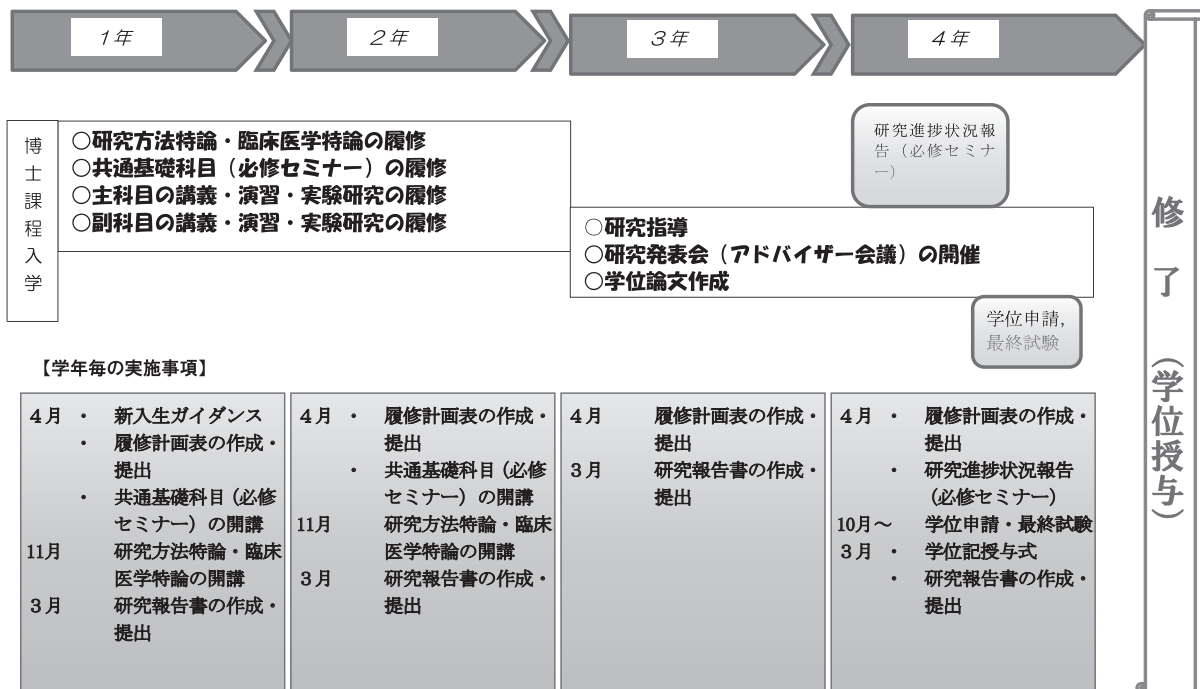 1年
2年
3年
4年
博士課程入学
○研究方法特論・臨床医学特論の履修
○共通基礎科目（必修セミナー）の履修
○主科目の講義・演習・実験研究の履修
○副科目の講義・演習・実験研究の履修
研究進捗状況報
告（必修セミナ
ー）
○研究指導
○研究発表会（アドバイザー会議）の開催
○学位論文作成
学位申請，
最終試験
修了（学位授与）
【学年毎の実施事項】
4月 ・ 新入生ガイダンス
・ 履修計画表の作成・
提出
・ 共通基礎科目（必修
セミナー）の開講
11月 研究方法特論・臨床
医学特論の開講
3月 研究報告書の作成・
提出
4月 ・ 履修計画表の作成・
提出
・ 共通基礎科目（必修
セミナー）の開講
11月 研究方法特論・臨床
医学特論の開講
3月 研究報告書の作成・
提出
4月 履修計画表の作成・
提出
3月 研究報告書の作成・
提出
4月 ・ 履修計画表の作成・
提出
・ 研究進捗状況報告
（必修セミナー）
10月～ 学位申請・最終試験
3月 ・ 学位記授与式
・ 研究報告書の作成・
提出